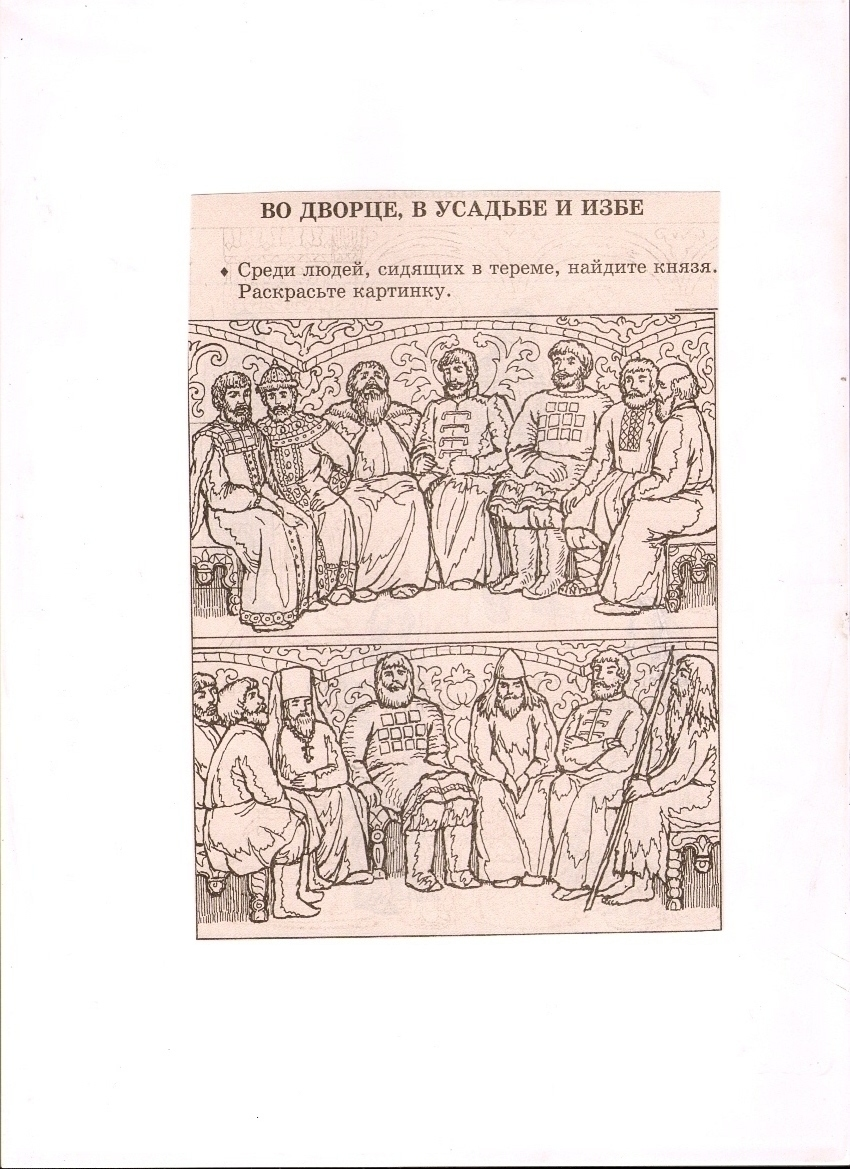 ВО ДВОРЦЕ, В УСАДЬБЕ И ИЗБЕ
♦ Среди людей, сидящих в тереме, найдите князя.
Раскрасьте картинку.